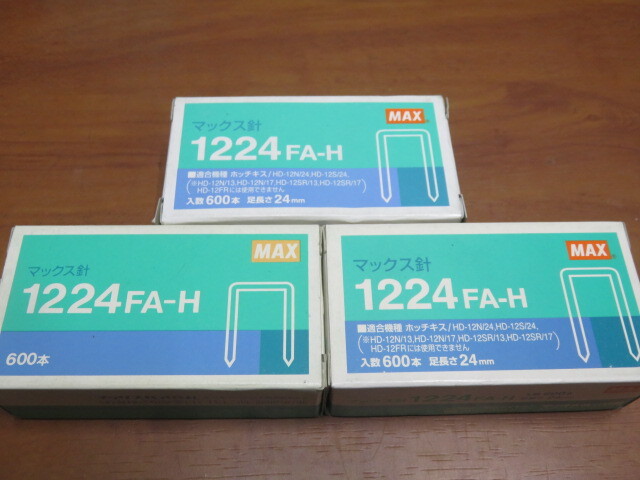 MAX
マックス針
1224 FA-H
■適合機種 ホッチキス/HD-12N/24,HD-12S/24,
(※HD-12N/13,HD-12N/17,HD-12SR/13,HD-12SR/17
HD-12FRには使用できません)
入数600本 足長さ24mm
MAX
マックス針
1224FA-H
600本
MAX
マックス針
1224 FA-H
■適合機種 ホッチキス/HD-12N/24,HD-12S/24,
(※HD-12N/13,HD-12N/17,HD-12SR/13,HD-12SR/17
HD-12FRには使用できません)
入数600本 足長さ24mm
1224FA-H